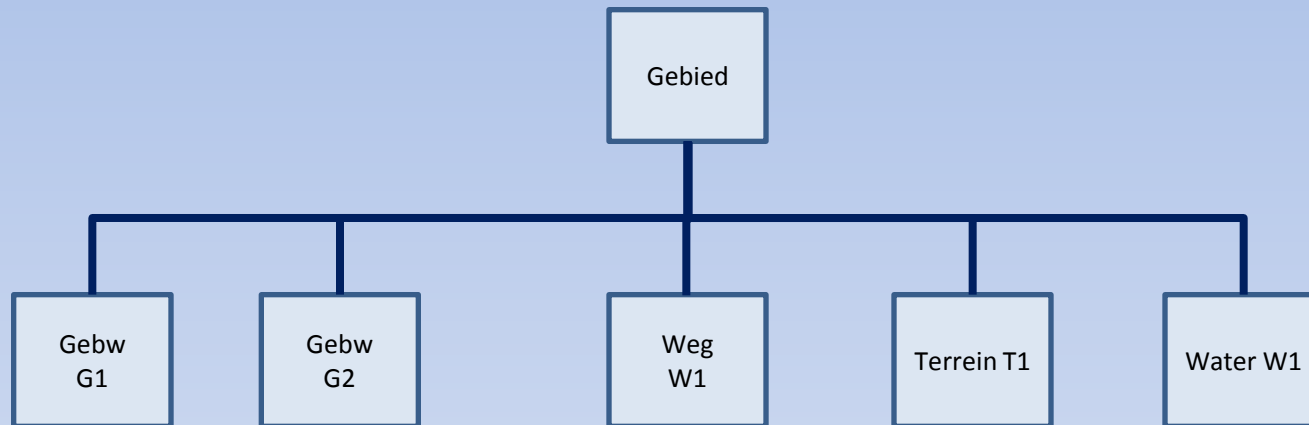 Gebied
Gebw
G1
Gebw
G2
Weg
W1
Terrein T1
Water W1